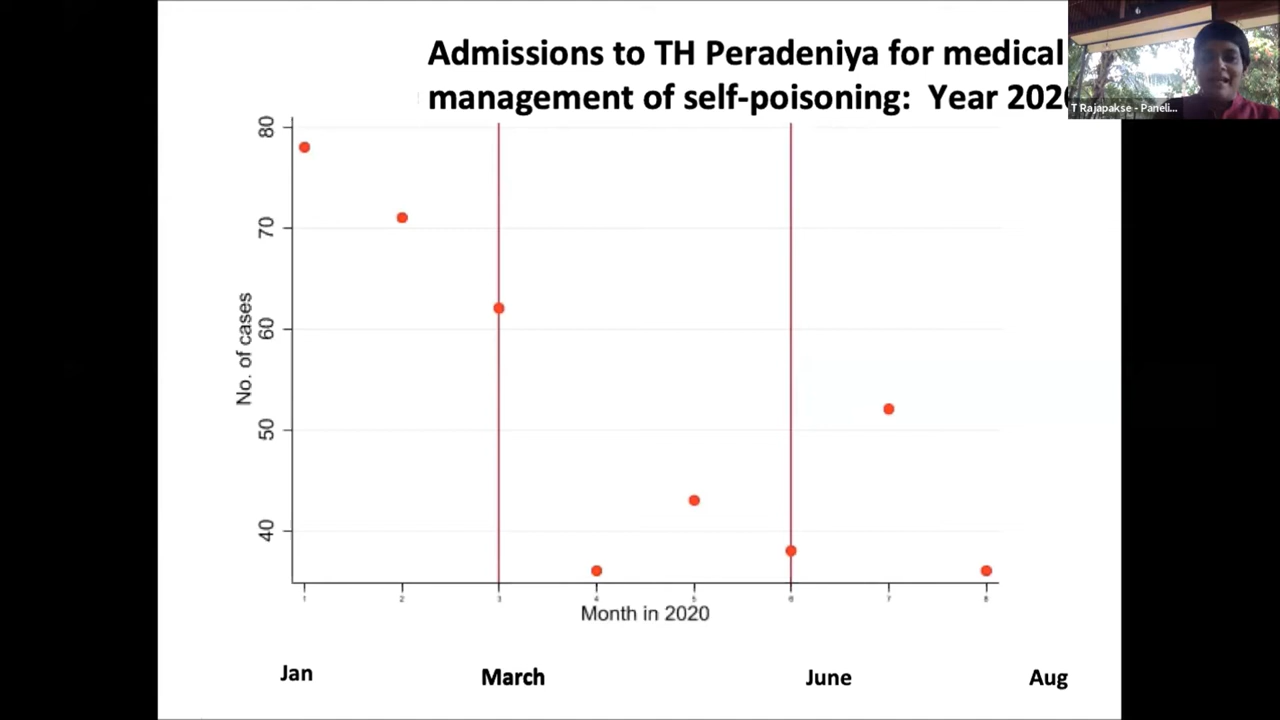 Admissions to TH Peradeniya for medical
management of self-poisoning: Year 2020
T Rajapakse - Paneli...
80
70
60
50
40
No. of cases
1 2 3 4 5 6 7 8
Month in 2020
Jan March June Aug